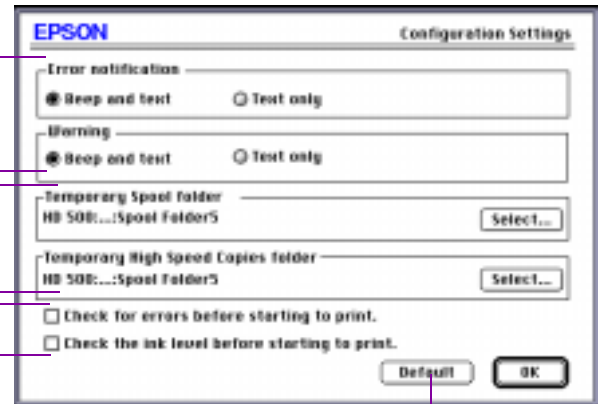 EPSON Configuration Settings
Error notification
Beep and text Text only
Warning
Beep and text Text only
Temporary Spool folder
HD 500:...:Spool Folder5 Select...
Temporary High Speed Copies folder
HD 500:...:Spool Folder5 Select...
Check for errors before starting to print.
Check the ink level before starting to print.
Default OK